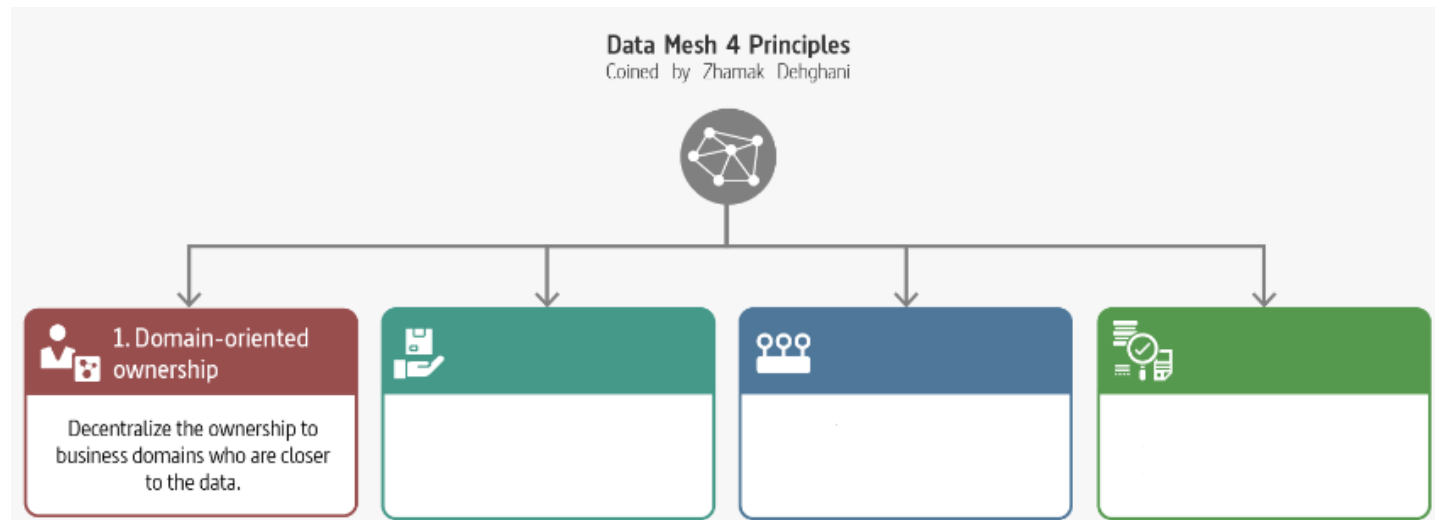 Data Mesh 4 Principles
Coined by Zhamak Dehghani
1. Domain-oriented
ownership
Decentralize the ownership to
business domains who are closer
to the data.